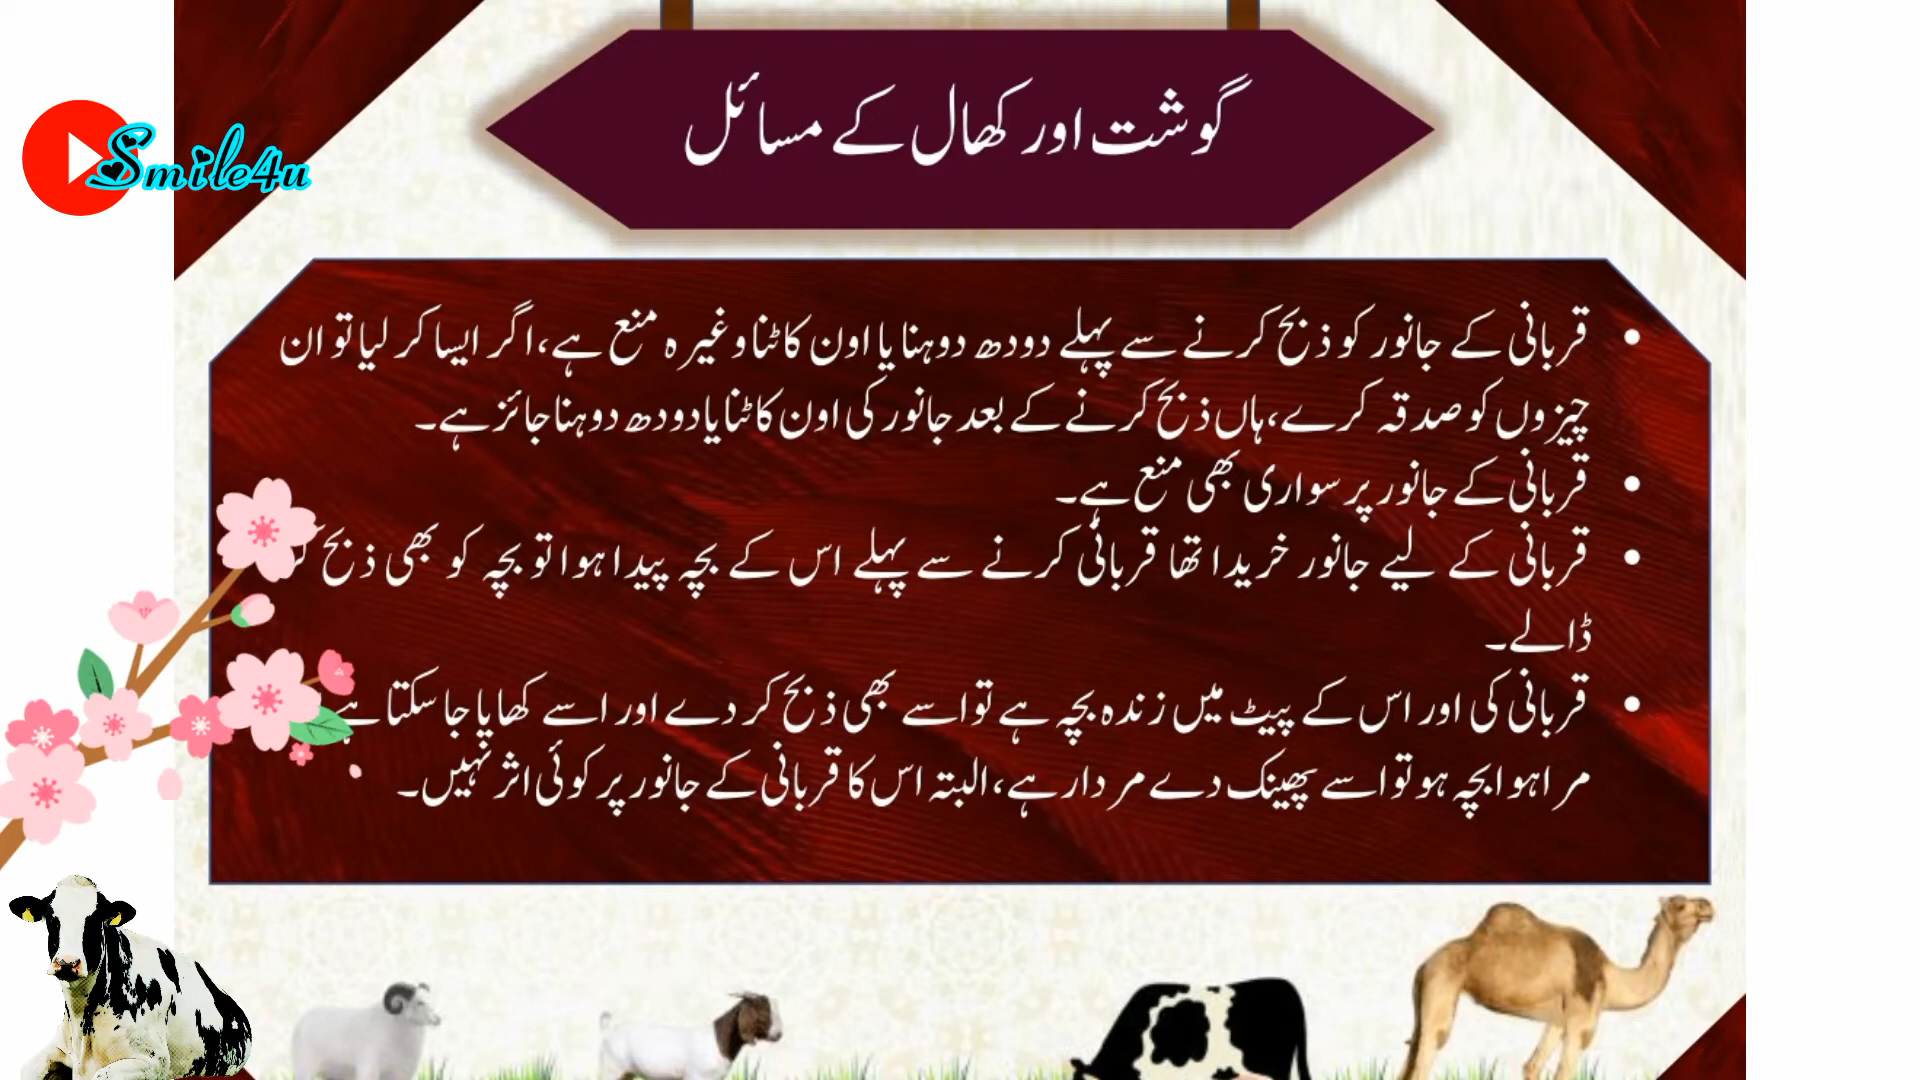 گوشت اور کھال کے مسائل
Smile4u
• قربانی کے جانور کو ذبح کرنے سے پہلے دودھ دوہنا یا اون کاٹنا وغیرہ منع ہے، اگر ایسا کر لیا تو ان
چیزوں کو صدقہ کرے، ہاں ذبح کرنے کے بعد جانور کی اون کاٹنا یا دودھ دوہنا جائز ہے۔
• قربانی کے جانور پر سواری بھی منع ہے۔
• قربانی کے لیے جانور خریدا تھا قربانی کرنے سے پہلے اس کے بچہ پیدا ہوا تو بچہ کو بھی ذبح کر
ڈالے۔
• قربانی کی اور اس کے پیٹ میں زندہ بچہ ہے تو اسے بھی ذبح کر دے اور اسے کھایا جا سکتا ہے
مرا ہوا بچہ ہو تو اسے پھینک دے مردار ہے، البتہ اس کا قربانی کے جانور پر کوئی اثر نہیں۔